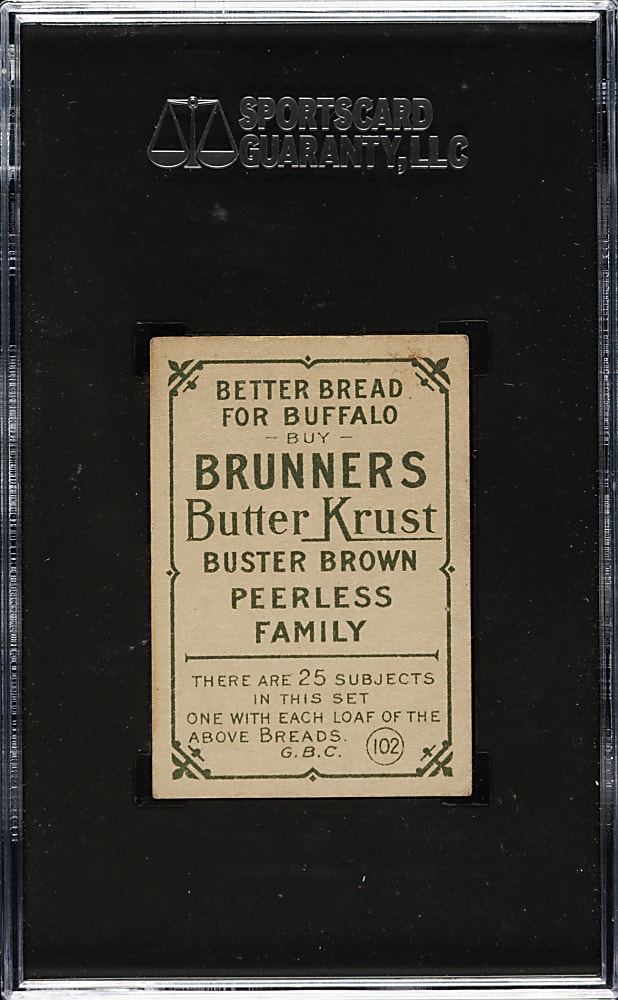 SPORTSCARD
GUARANTY, LLC
BETTER BREAD
FOR BUFFALO
- BUY -
BRUNNERS
Butter Krust
BUSTER BROWN
PEERLESS
FAMILY
THERE ARE 25 SUBJECTS
IN THIS SET
ONE WITH EACH LOAF OF THE
ABOVE BREADS.
G.B.C. 102